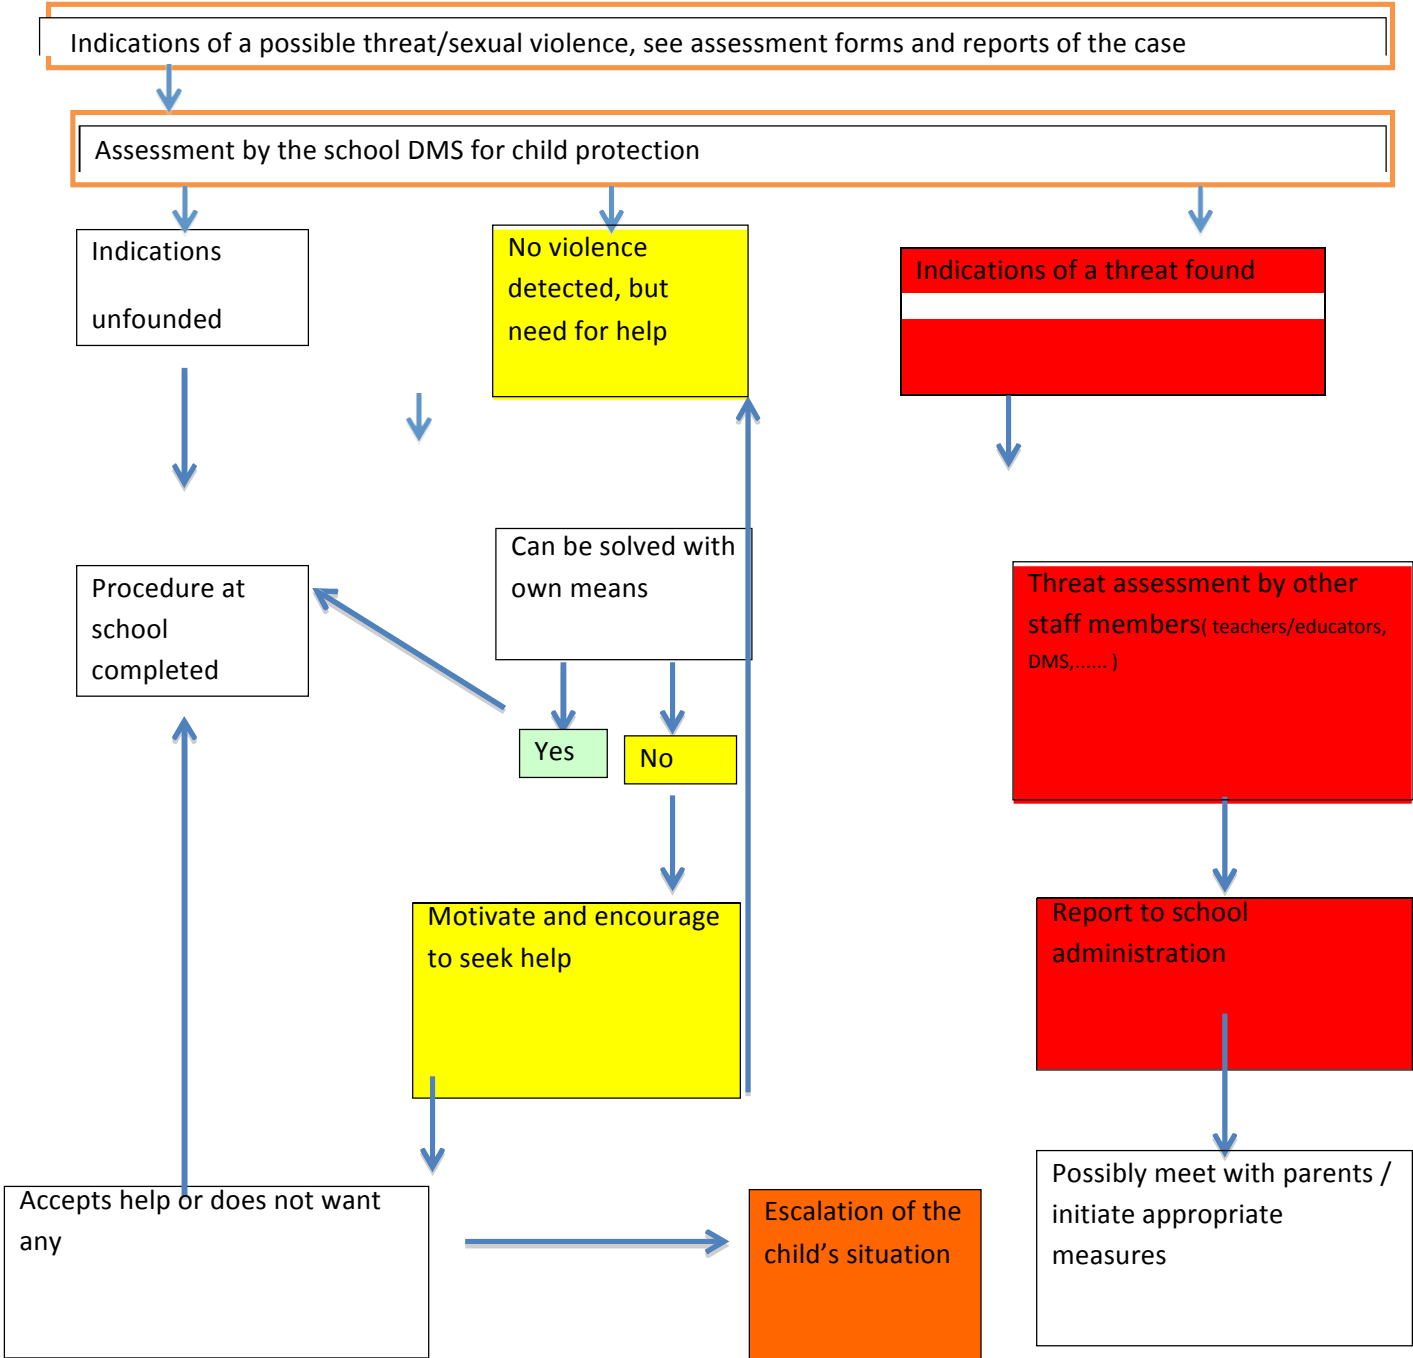 Indications of a possible threat/sexual violence, see assessment forms and reports of the case
Assessment by the school DMS for child protection
Indications
unfounded
No violence
detected, but
need for help
Indications of a threat found
Can be solved with
own means
Procedure at
school
completed
Threat assessment by other
staff members( teachers/educators,
DMS,...... )
Yes
No
Motivate and encourage
to seek help
Report to school
administration
Accepts help or does not want
any
Escalation of the
child’s situation
Possibly meet with parents /
initiate appropriate
measures